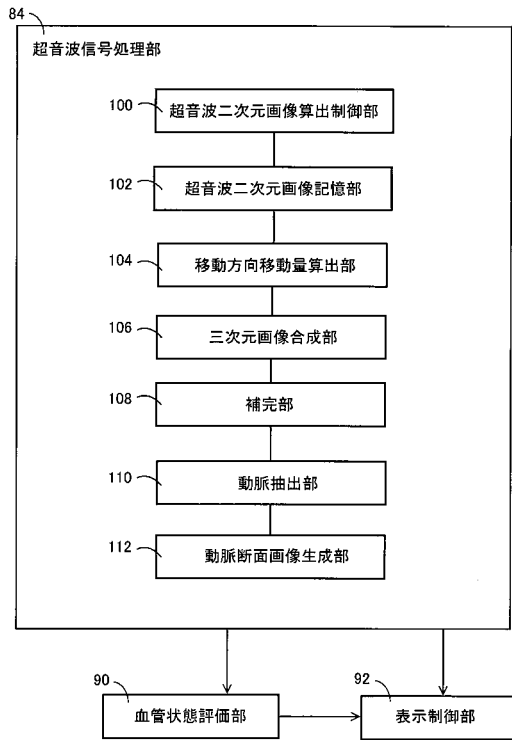 84
超音波信号処理部
100
超音波二次元画像算出制御部
102
超音波二次元画像記憶部
104
移動方向移動量算出部
106
三次元画像合成部
108
補完部
110
動脈抽出部
112
動脈断面画像生成部
90
血管状態評価部
92
表示制御部